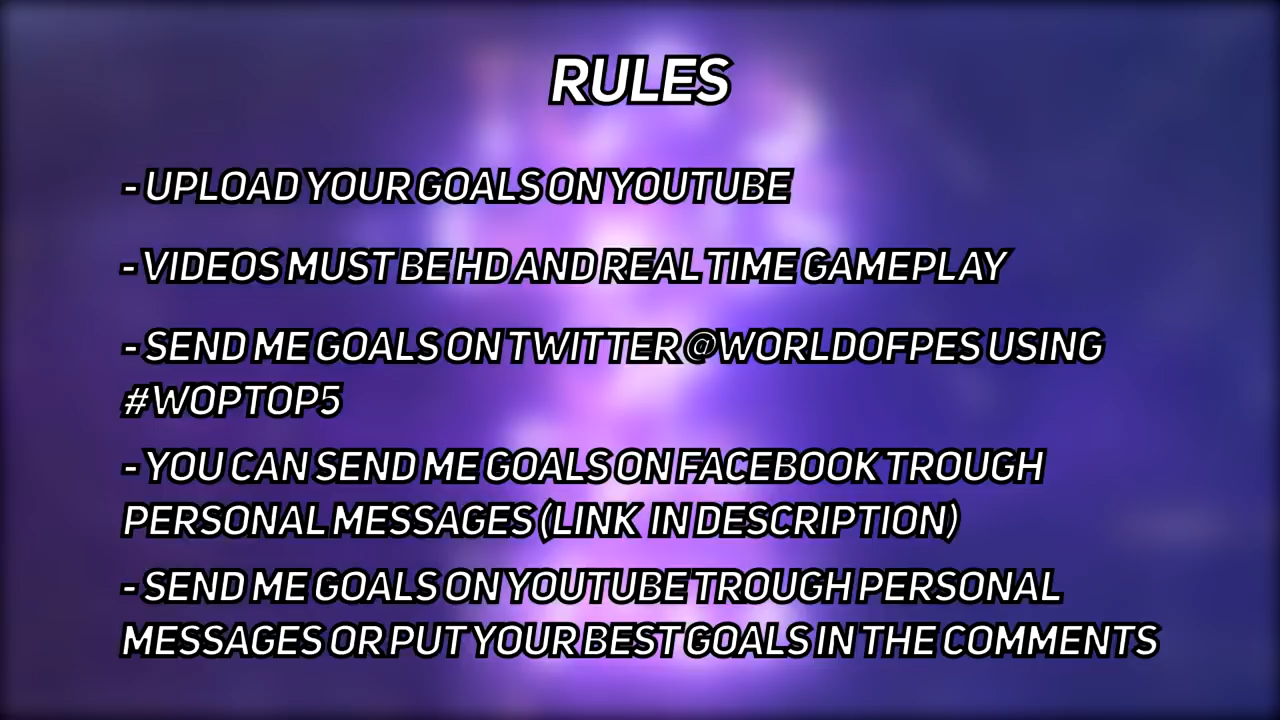 RULES
- UPLOAD YOUR GOALS ON YOUTUBE
- VIDEOS MUST BE HD AND REAL TIME GAMEPLAY
- SEND ME GOALS ON TWITTER @WORLDOFPES USING
#WOPTOP5
- YOU CAN SEND ME GOALS ON FACEBOOK TROUGH
PERSONAL MESSAGES (LINK IN DESCRIPTION)
- SEND ME GOALS ON YOUTUBE TROUGH PERSONAL
MESSAGES OR PUT YOUR BEST GOALS IN THE COMMENTS